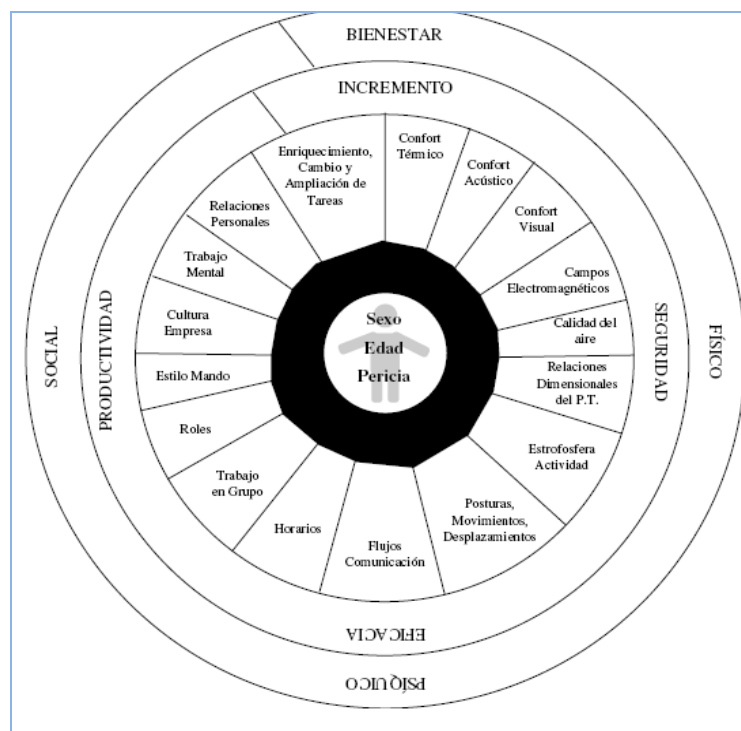 BIENESTAR
INCREMENTO
Confort
Térmico
Confort
Acústico
Confort
Visual
Campos
Electromagnéticos
Calidad del
aire
Relaciones
Dimensionales
del P.T.
Estrofosfera
Actividad
Posturas,
Movimientos,
Desplazamientos
Flujos
Comunicación
Horarios
Trabajo
en Grupo
Roles
Estilo Mando
Cultura
Empresa
Trabajo
Mental
Relaciones
Personales
Enriquecimiento,
Cambio y
Ampliación de
Tareas
Sexo
Edad
Pericia
SEGURIDAD
FÍSICO
EFICACIA
PSÍQUICO
PRODUCTIVIDAD
SOCIAL